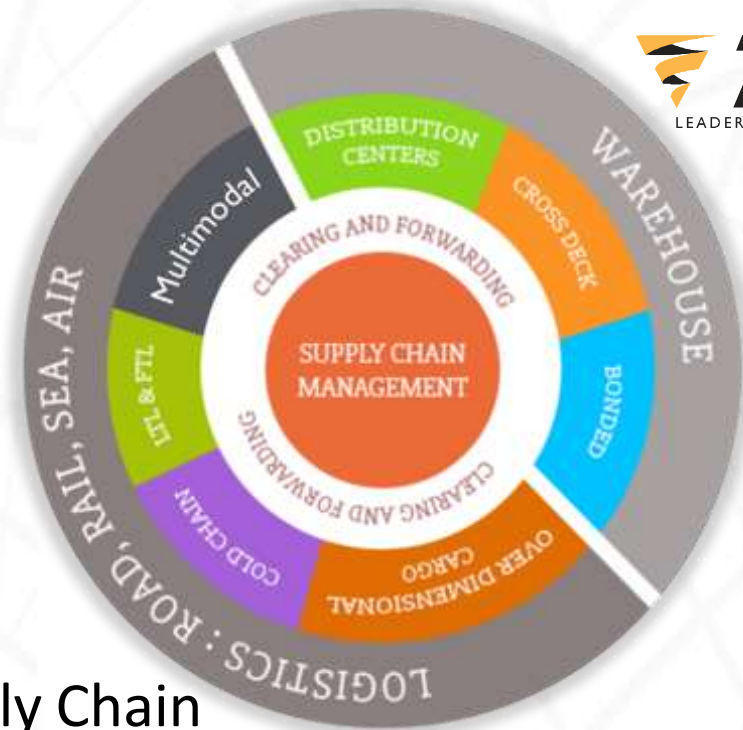 LEADER
WAREHOUSE
DISTRIBUTION
CENTERS
CROSS DECK
BONDED
Multimodal
LTL & FTL
COLD CHAIN
OVER DIMENSIONAL
CARGO
CLEARING AND FORWARDING
SUPPLY CHAIN
MANAGEMENT
CLEARING AND FORWARDING
LOGISTICS : ROAD, RAIL, SEA, AIR
ly Chain